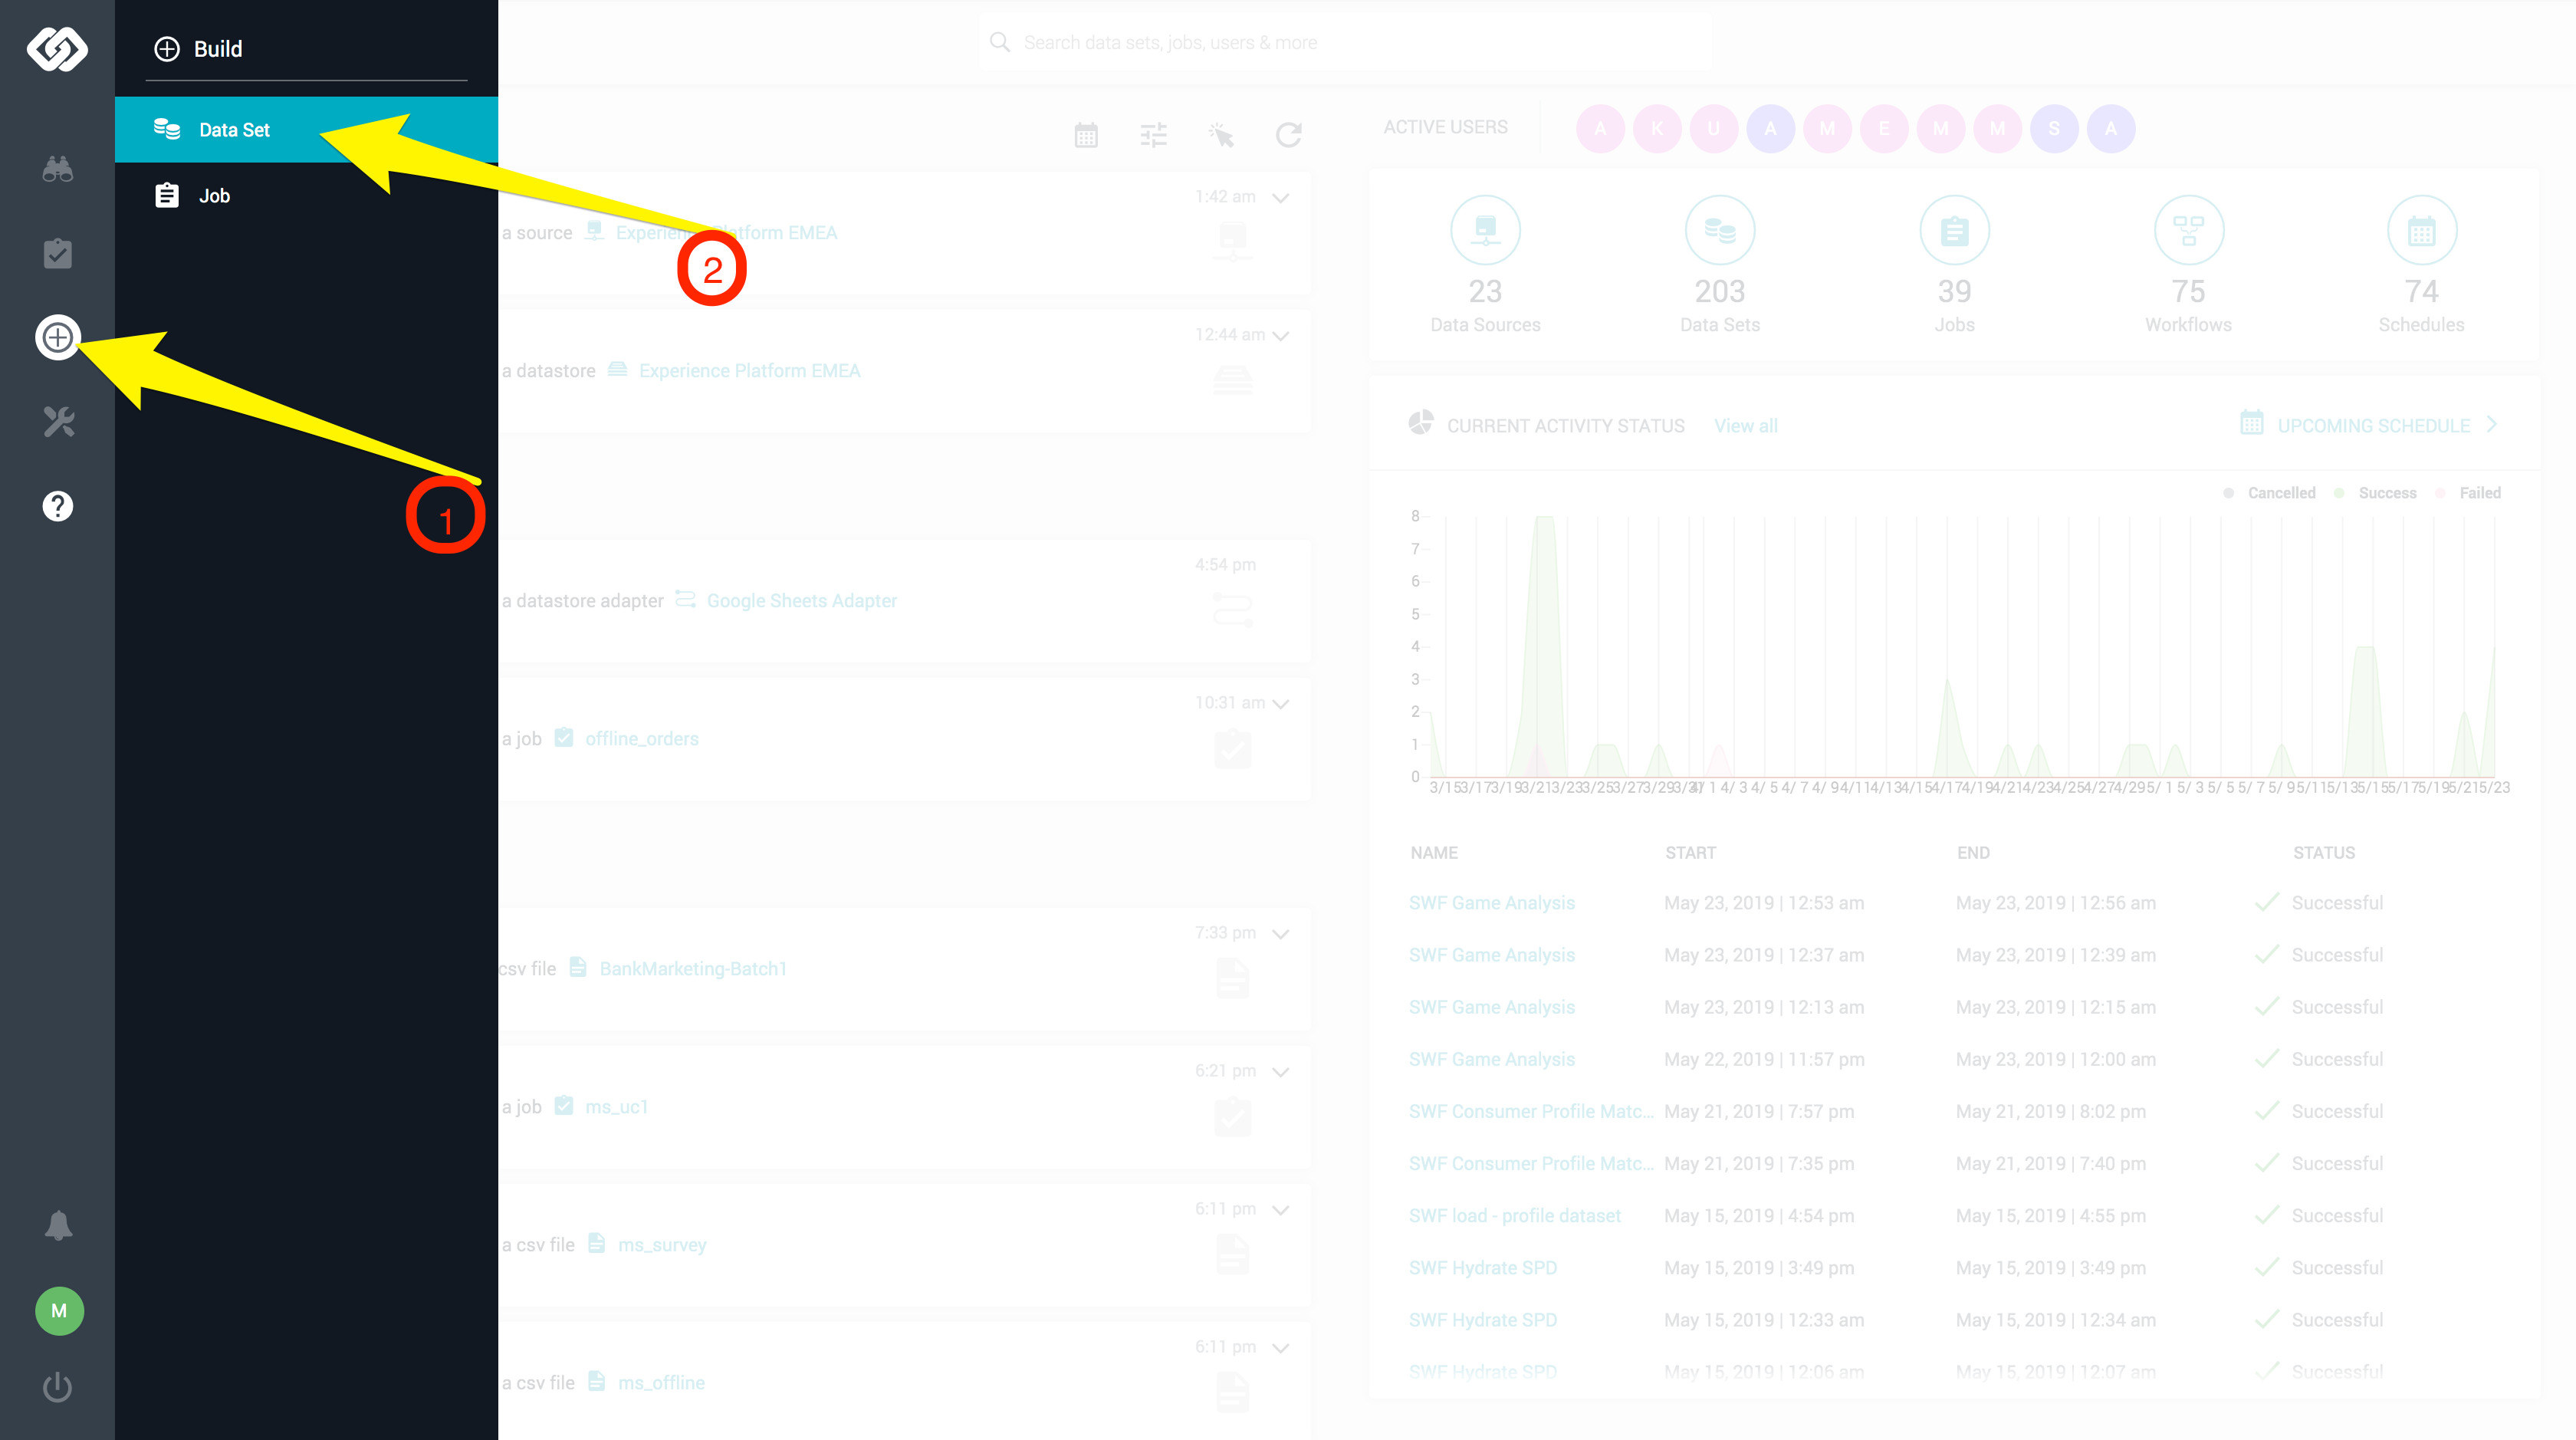 Build
Data Set
Job
1
2
M
Search data sets, jobs, users & more
1:42 am
a source Experience Platform EMEA
12:44 am
a datastore Experience Platform EMEA
4:54 pm
a datastore adapter Google Sheets Adapter
10:31 am
a job offline_orders
7:33 pm
csv file BankMarketing-Batch1
6:21 pm
a job ms_uc1
6:11 pm
a csv file ms_survey
6:11 pm
a csv file ms_offline
ACTIVE USERS A K U A M E M M S A
23 203 39 75 74
Data Sources Data Sets Jobs Workflows Schedules
CURRENT ACTIVITY STATUS View all UPCOMING SCHEDULE
Cancelled Success Failed
8
7
6
5
4
3
2
1
0
3/15 3/17 3/19 3/21 3/23 3/25 3/27 3/29 3/31 4/ 1 4/ 3 4/ 5 4/ 7 4/ 9 4/11 4/13 4/15 4/17 4/19 4/21 4/23 4/25 4/27 4/29 5/ 1 5/ 3 5/ 5 5/ 7 5/ 9 5/11 5/13 5/15 5/17 5/19 5/21 5/23
NAME START END STATUS
SWF Game Analysis May 23, 2019 | 12:53 am May 23, 2019 | 12:56 am Successful
SWF Game Analysis May 23, 2019 | 12:37 am May 23, 2019 | 12:39 am Successful
SWF Game Analysis May 23, 2019 | 12:13 am May 23, 2019 | 12:15 am Successful
SWF Game Analysis May 22, 2019 | 11:57 pm May 23, 2019 | 12:00 am Successful
SWF Consumer Profile Matc... May 21, 2019 | 7:57 pm May 21, 2019 | 8:02 pm Successful
SWF Consumer Profile Matc... May 21, 2019 | 7:35 pm May 21, 2019 | 7:40 pm Successful
SWF load - profile dataset May 15, 2019 | 4:54 pm May 15, 2019 | 4:55 pm Successful
SWF Hydrate SPD May 15, 2019 | 3:49 pm May 15, 2019 | 3:49 pm Successful
SWF Hydrate SPD May 15, 2019 | 12:33 am May 15, 2019 | 12:34 am Successful
SWF Hydrate SPD May 15, 2019 | 12:06 am May 15, 2019 | 12:07 am Successful